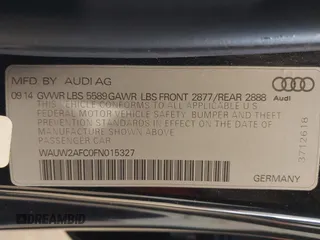 MFD BY AUDI AG
09.14 GVWR LBS 5589 GAWR LBS FRONT 2877/REAR 2888
Audi
THIS VEHICLE CONFORMS TO ALL APPLICABLE U.S.
FEDERAL MOTOR VEHICLE SAFETY, BUMPER AND
THEFT PREVENTION STANDARDS IN EFFECT
ON THE DATE OF MANUFACTURE SHOWN ABOVE.
PASSENGER CAR
WAUW2AFC0FN015327
GERMANY
3712618
DREAMBID